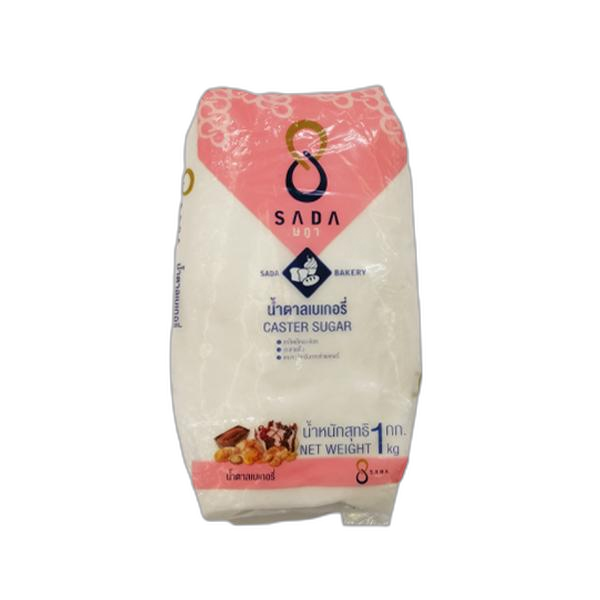 SADA
ษฎา
SADA BAKERY
น้ำตาลเบเกอรี่
CASTER SUGAR
น้ำหนักสุทธิ 1 กก.
NET WEIGHT 1 kg
น้ำตาลเบเกอรี่
SADA